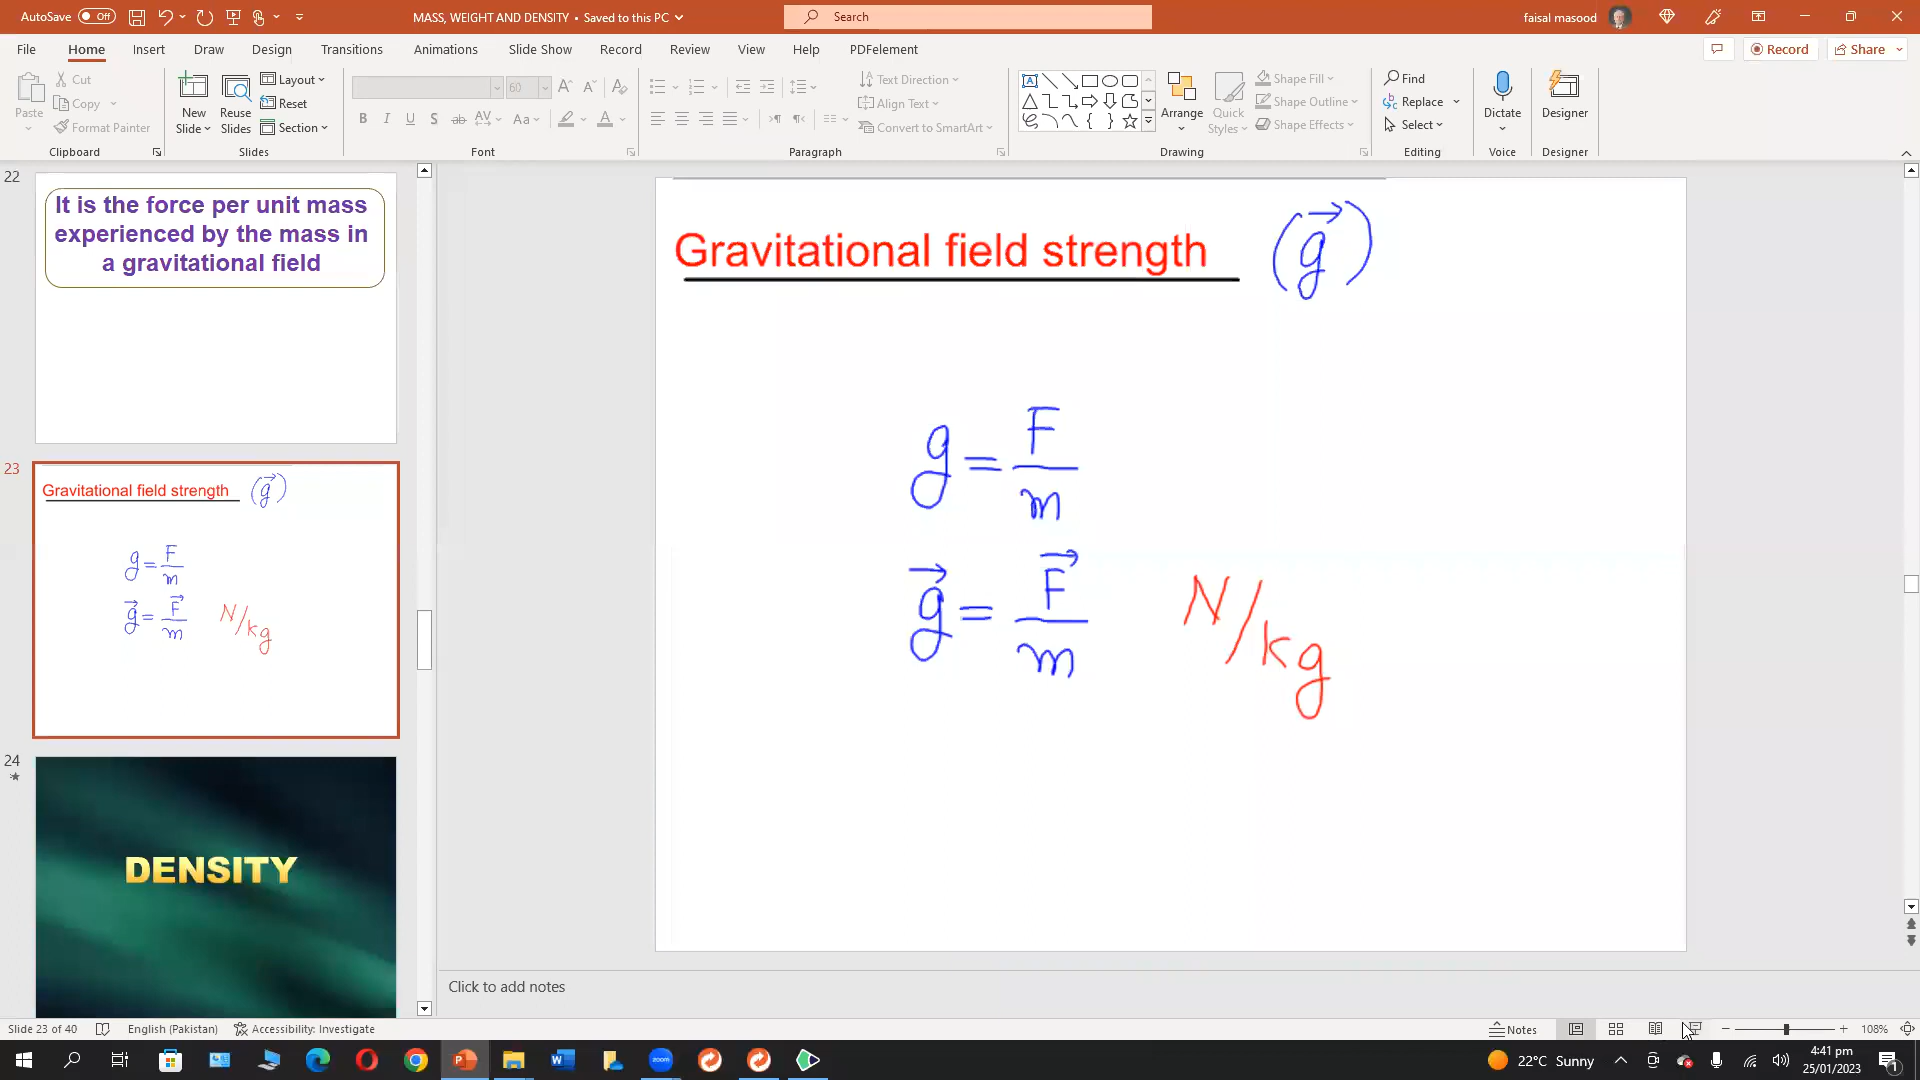 AutoSave Off MASS, WEIGHT AND DENSITY • Saved to this PC Search faisal masood
File Home Insert Draw Design Transitions Animations Slide Show Record Review View Help PDFelement Record Share
Paste Cut Copy Format Painter Clipboard
New Slide Reuse Slides Layout Reset Section Slides
60 B I U S ab AV Aa A Font
Text Direction Align Text Convert to SmartArt Paragraph
Arrange Quick Styles Shape Fill Shape Outline Shape Effects Drawing
Find Replace Select Editing
Dictate Voice
Designer Designer
22
It is the force per unit mass
experienced by the mass in
a gravitational field
23
Gravitational field strength (g⃗)
g = F/m
g⃗ = F⃗/m N/kg
24
DENSITY
Gravitational field strength (g⃗)
g = F/m
g⃗ = F⃗/m N/kg
Click to add notes
Slide 23 of 40 English (Pakistan) Accessibility: Investigate Notes 108%
22°C Sunny 4:41 pm
25/01/2023
1